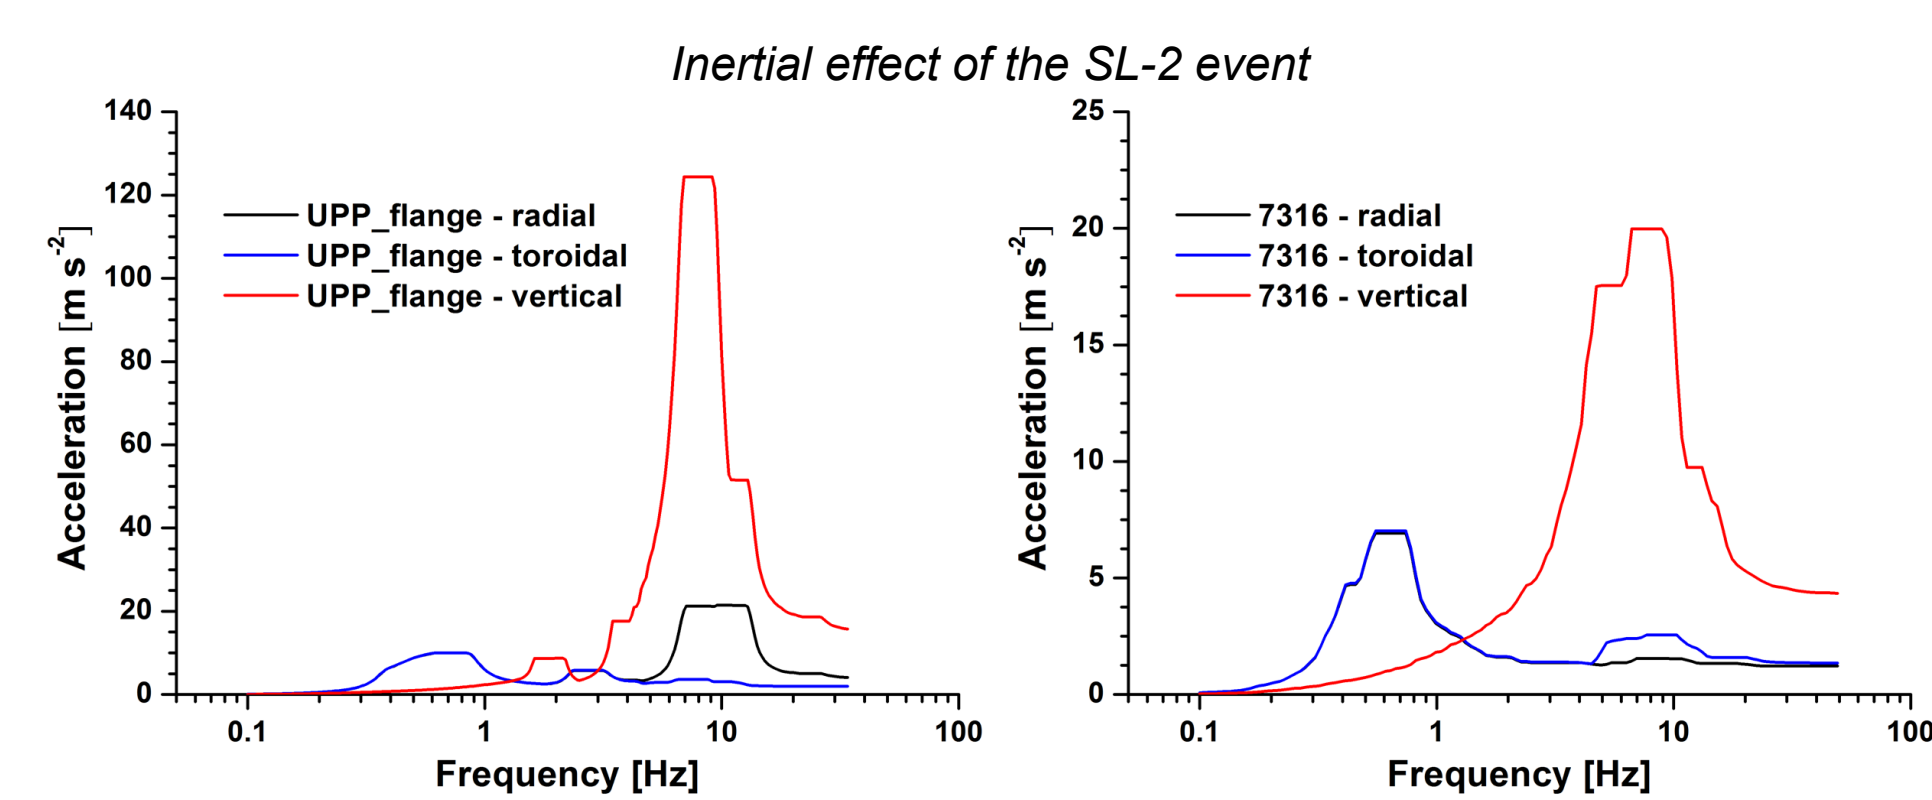 Inertial effect of the SL-2 event
140
120
100
80
60
40
20
0
Acceleration [m s-2]
UPP_flange - radial
UPP_flange - toroidal
UPP_flange - vertical
0.1 1 10 100
Frequency [Hz]
25
20
15
10
5
0
Acceleration [m s-2]
7316 - radial
7316 - toroidal
7316 - vertical
0.1 1 10 100
Frequency [Hz]